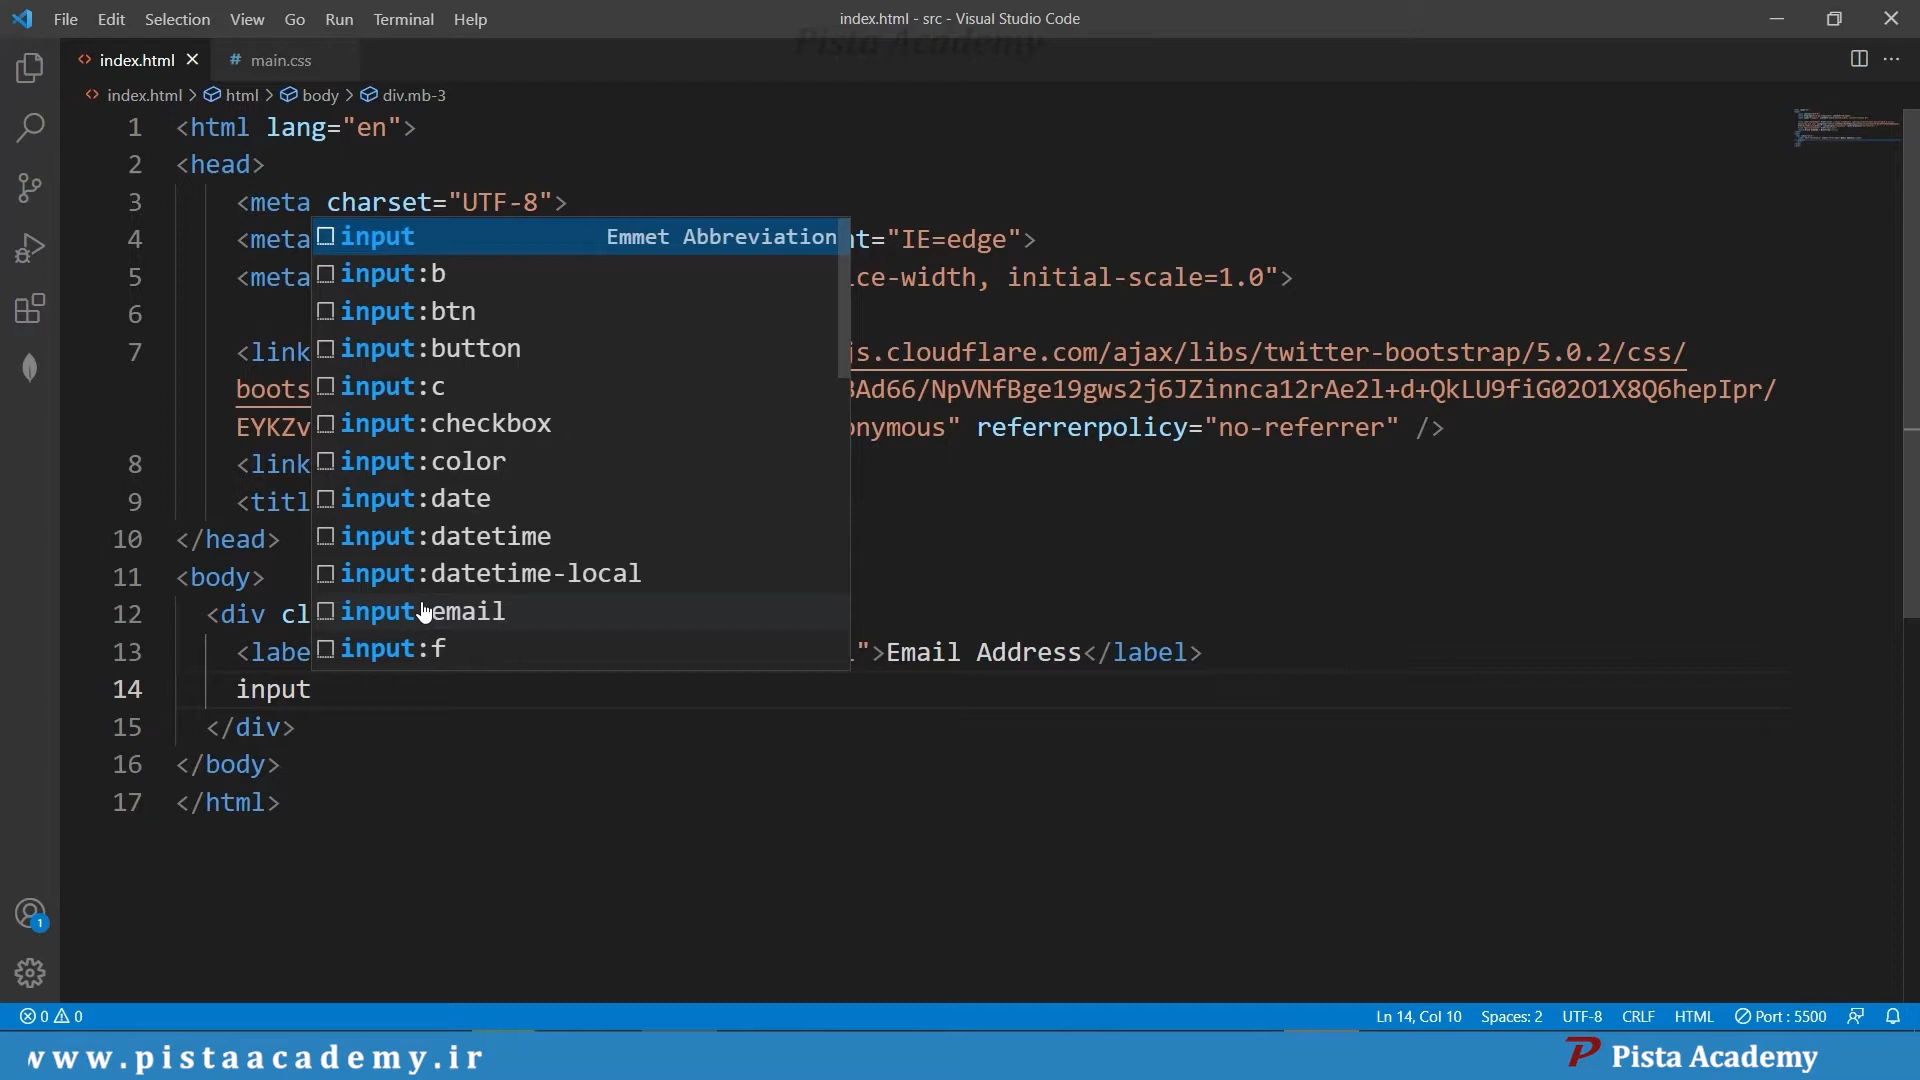 File Edit Selection View Go Run Terminal Help index.html - src - Visual Studio Code
Pista Academy
index.html # main.css
index.html > html > body > div.mb-3
1 <html lang="en">
2 <head>
3 <meta charset="UTF-8">
4 <meta nt="IE=edge">
5 <meta ce-width, initial-scale=1.0">
6
7 <link js.cloudflare.com/ajax/libs/twitter-bootstrap/5.0.2/css/
boots Ad66/NpVNfBge19gws2j6JZinnca12rAe2l+d+QkLU9fiG02O1X8Q6hepIpr/
EYKZv onymous" referrerpolicy="no-referrer" />
8 <link
9 <titl
10 </head>
11 <body>
12 <div cl
13 <labe ">Email Address</label>
14 input
15 </div>
16 </body>
17 </html>
input Emmet Abbreviation
input:b
input:btn
input:button
input:c
input:checkbox
input:color
input:date
input:datetime
input:datetime-local
input:email
input:f
1
0 0 Ln 14, Col 10 Spaces: 2 UTF-8 CRLF HTML Port : 5500
www.pistaacademy.ir Pista Academy